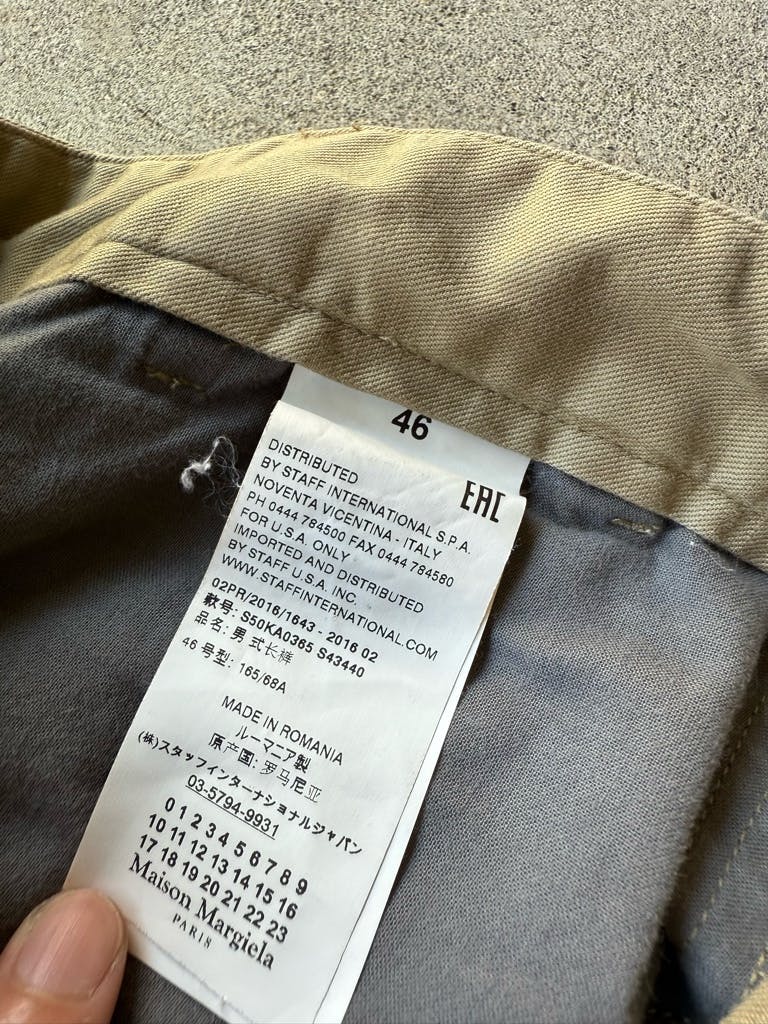 46
EAC
DISTRIBUTED
BY STAFF INTERNATIONAL S.P.A.
NOVENTA VICENTINA - ITALY
PH 0444 784500 FAX 0444 784580
FOR U.S.A. ONLY
IMPORTED AND DISTRIBUTED
BY STAFF U.S.A. INC.
WWW.STAFFINTERNATIONAL.COM
02PR/2016/1643 - 2016 02
款号: S50KA0365 S43440
品名: 男式长裤
46 号型: 165/68A
MADE IN ROMANIA
ルーマニア製
原产国: 罗马尼亚
(株)スタッフインターナショナルジャパン
03-5794-9931
0 1 2 3 4 5 6 7 8 9
10 11 12 13 14 15 16
17 18 19 20 21 22 23
Maison Margiela
PARIS